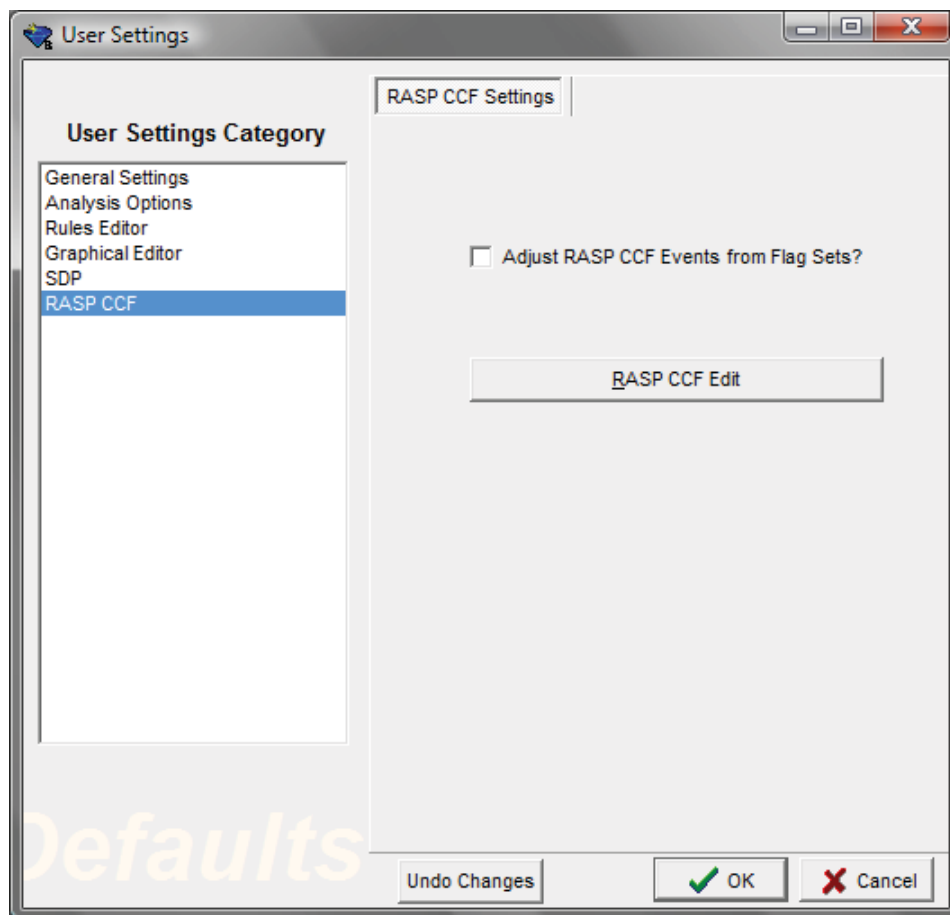 User Settings
RASP CCF Settings
User Settings Category
General Settings
Analysis Options
Rules Editor
Graphical Editor
SDP
RASP CCF
Adjust RASP CCF Events from Flag Sets?
RASP CCF Edit
Defaults
Undo Changes
OK
Cancel